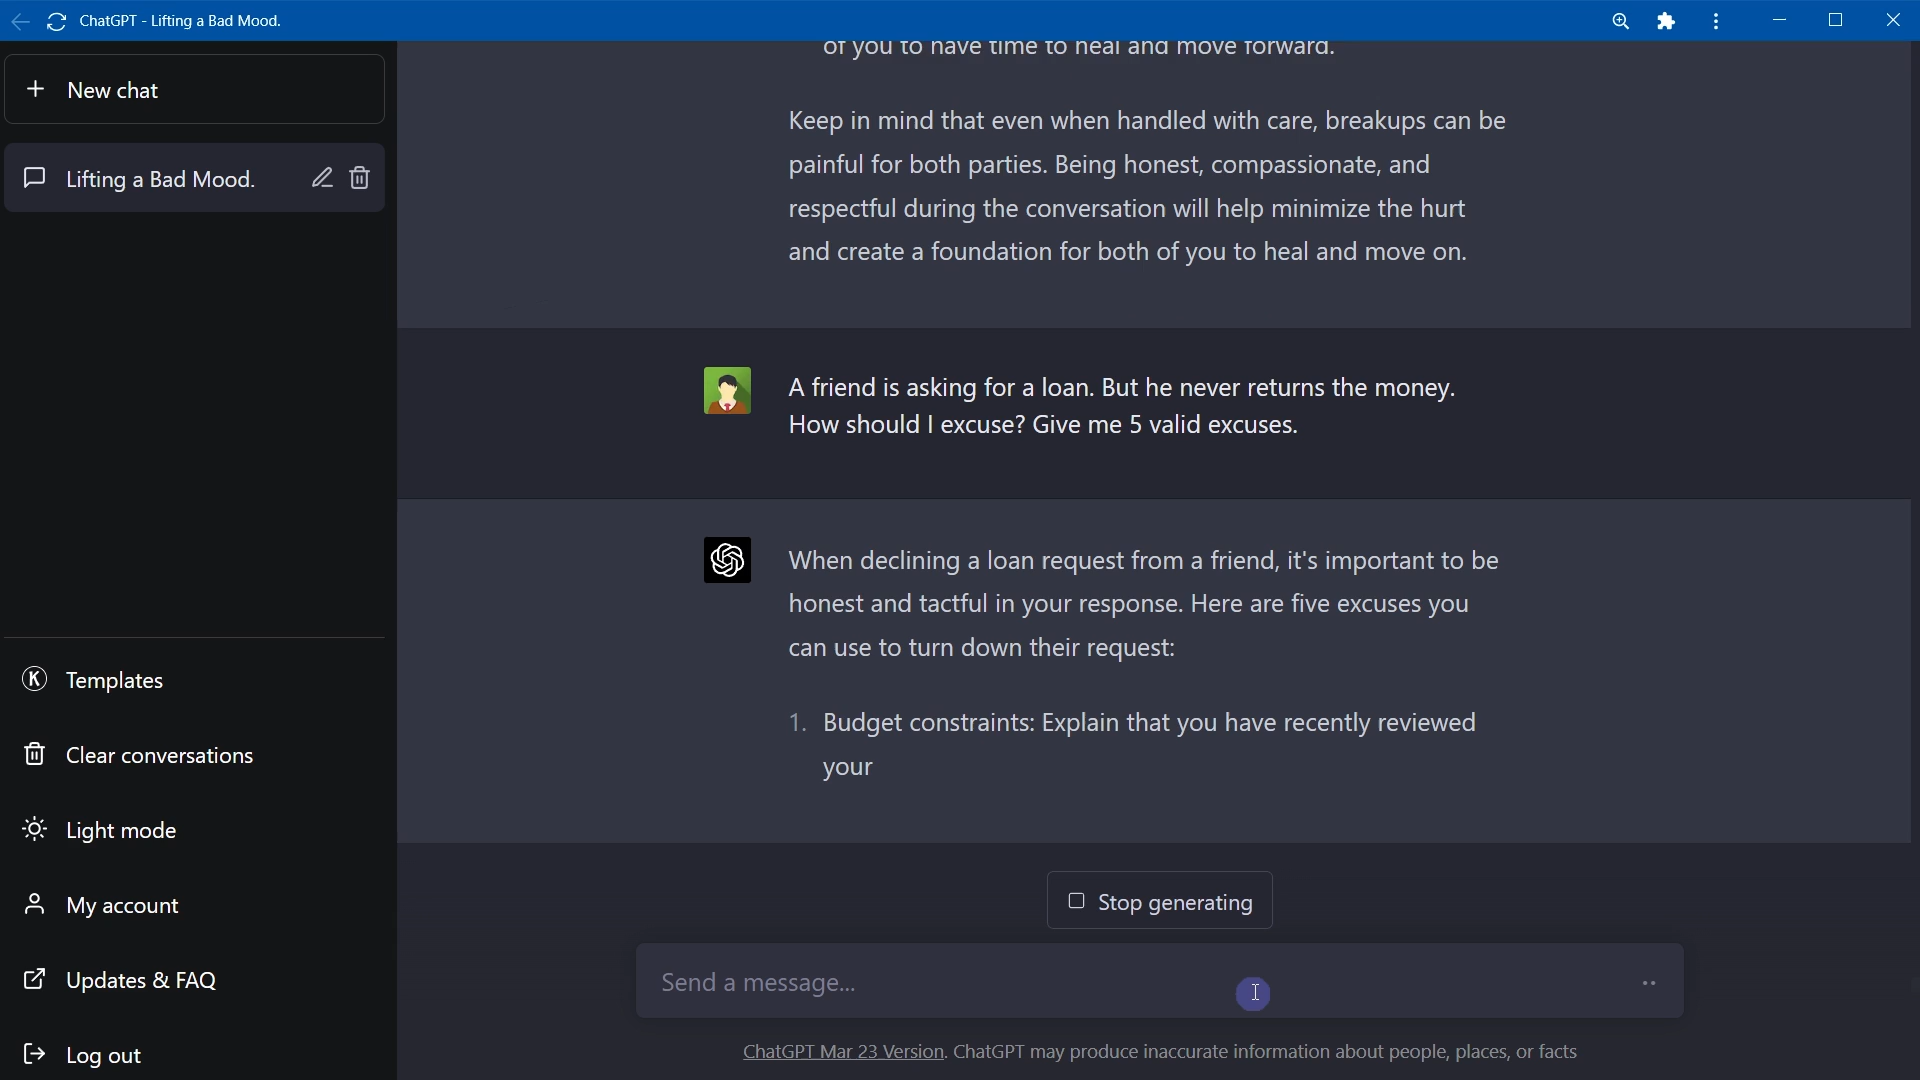 ChatGPT - Lifting a Bad Mood.
New chat
Lifting a Bad Mood.
Templates
Clear conversations
Light mode
My account
Updates & FAQ
Log out
of you to have time to heal and move forward.
Keep in mind that even when handled with care, breakups can be
painful for both parties. Being honest, compassionate, and
respectful during the conversation will help minimize the hurt
and create a foundation for both of you to heal and move on.
A friend is asking for a loan. But he never returns the money.
How should I excuse? Give me 5 valid excuses.
When declining a loan request from a friend, it's important to be
honest and tactful in your response. Here are five excuses you
can use to turn down their request:
1. Budget constraints: Explain that you have recently reviewed
your
Stop generating
Send a message...
ChatGPT Mar 23 Version. ChatGPT may produce inaccurate information about people, places, or facts